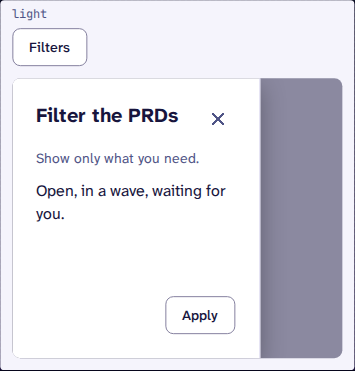 light
Filters
Filter the PRDs
Show only what you need.
Open, in a wave, waiting for
you.
Apply